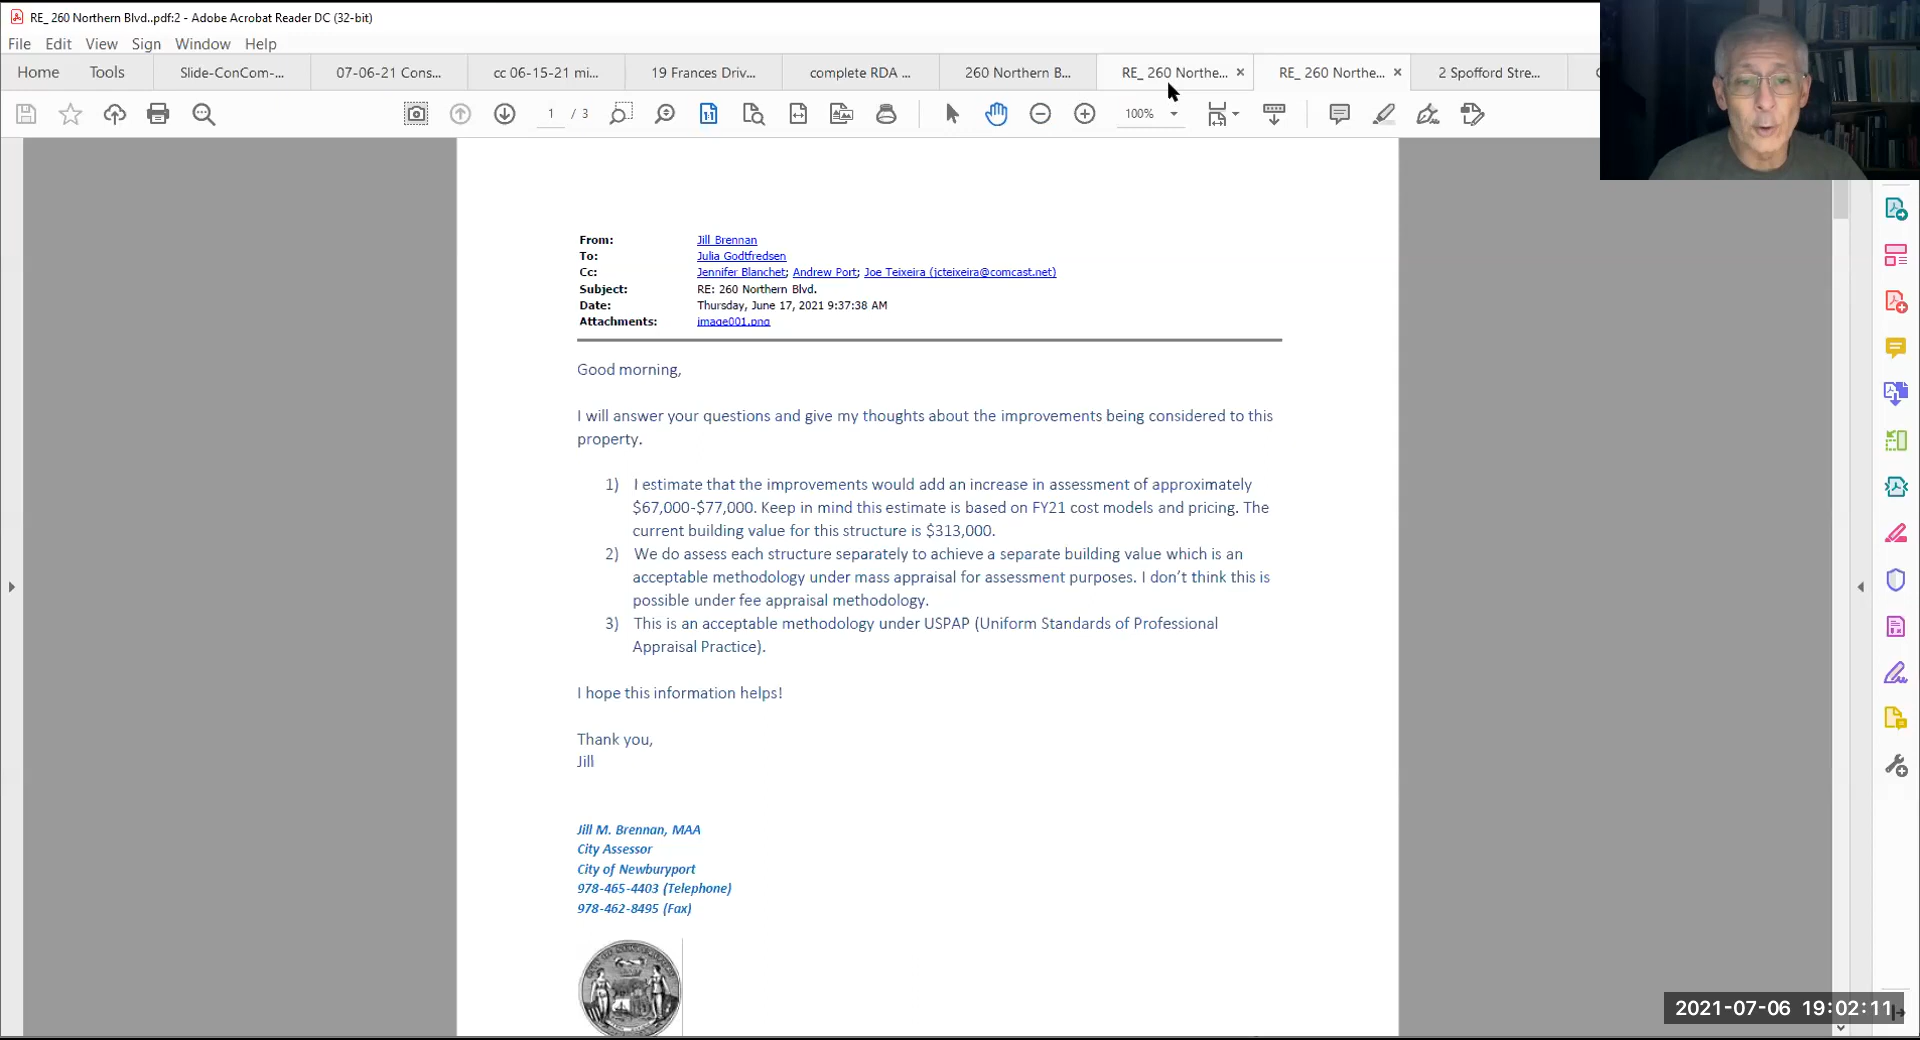 RE_ 260 Northern Blvd..pdf:2 - Adobe Acrobat Reader DC (32-bit)
File Edit View Sign Window Help
Home Tools Slide-ConCom-... 07-06-21 Cons... cc 06-15-21 mi... 19 Frances Driv... complete RDA ... 260 Northern B... RE_ 260 Northe... × RE_ 260 Northe... × 2 Spofford Stre...
1 / 3 100%
From: Jill Brennan
To: Julia Godtfredsen
Cc: Jennifer Blanchet; Andrew Port; Joe Teixeira (jcteixeira@comcast.net)
Subject: RE: 260 Northern Blvd.
Date: Thursday, June 17, 2021 9:37:38 AM
Attachments: image001.png
Good morning,
I will answer your questions and give my thoughts about the improvements being considered to this
property.
1) I estimate that the improvements would add an increase in assessment of approximately
$67,000-$77,000. Keep in mind this estimate is based on FY21 cost models and pricing. The
current building value for this structure is $313,000.
2) We do assess each structure separately to achieve a separate building value which is an
acceptable methodology under mass appraisal for assessment purposes. I don’t think this is
possible under fee appraisal methodology.
3) This is an acceptable methodology under USPAP (Uniform Standards of Professional
Appraisal Practice).
I hope this information helps!
Thank you,
Jill
Jill M. Brennan, MAA
City Assessor
City of Newburyport
978-465-4403 (Telephone)
978-462-8495 (Fax)
2021-07-06 19:02:11